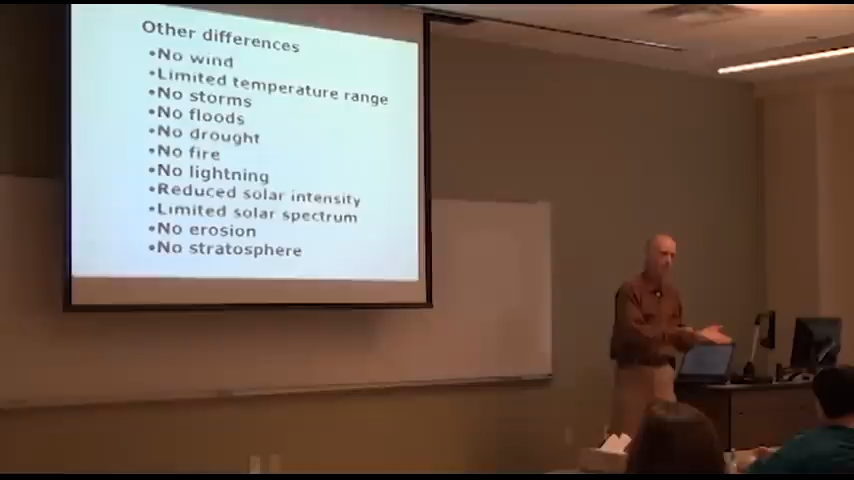 Other differences
•No wind
•Limited temperature range
•No storms
•No floods
•No drought
•No fire
•No lightning
•Reduced solar intensity
•Limited solar spectrum
•No erosion
•No stratosphere